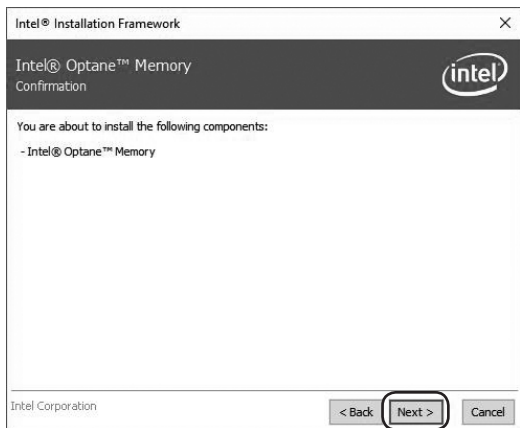 Intel® Installation Framework
Intel® Optane™ Memory
Confirmation
intel
You are about to install the following components:
- Intel® Optane™ Memory
Intel Corporation
< Back Next > Cancel